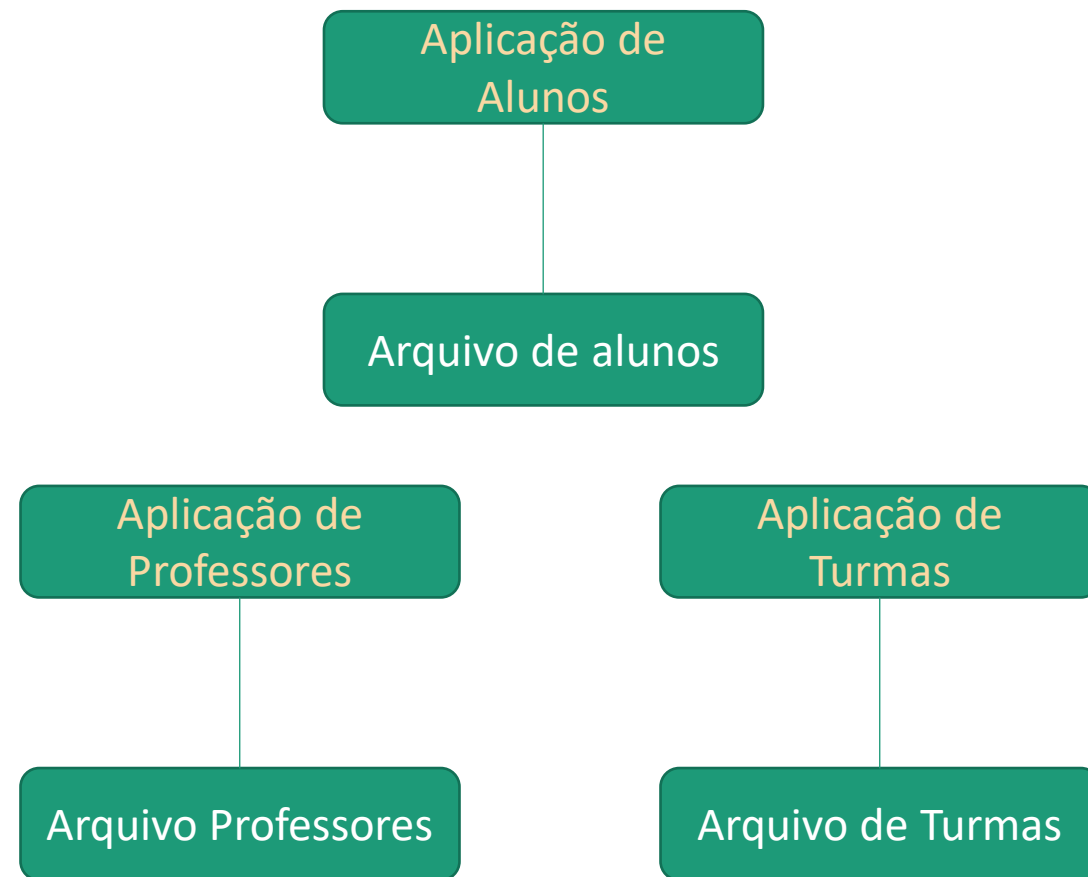 Aplicação de
Alunos
Arquivo de alunos
Aplicação de
Professores
Aplicação de
Turmas
Arquivo Professores
Arquivo de Turmas